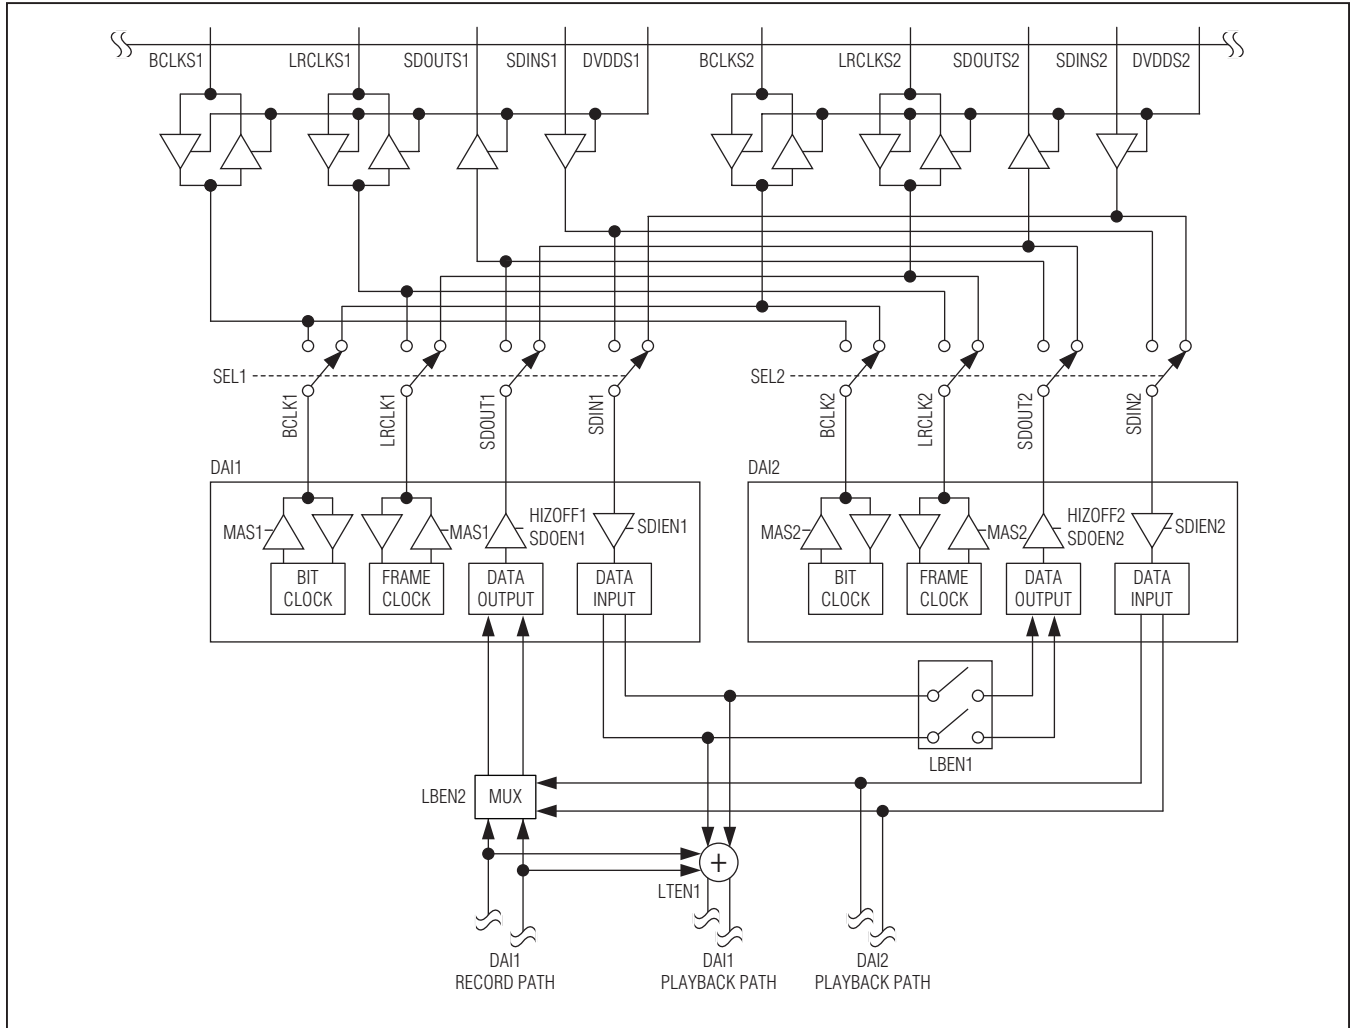 BCLKS1 LRCLKS1 SDOUTS1 SDINS1 DVDDS1 BCLKS2 LRCLKS2 SDOUTS2 SDINS2 DVDDS2
SEL1 SEL2
BCLK1 LRCLK1 SDOUT1 SDIN1 BCLK2 LRCLK2 SDOUT2 SDIN2
DAI1 DAI2
MAS1 MAS1 HIZOFF1 SDOEN1 SDIEN1 MAS2 MAS2 HIZOFF2 SDOEN2 SDIEN2
BIT CLOCK FRAME CLOCK DATA OUTPUT DATA INPUT BIT CLOCK FRAME CLOCK DATA OUTPUT DATA INPUT
LBEN1
LBEN2 MUX
+
LTEN1
DAI1 RECORD PATH DAI1 PLAYBACK PATH DAI2 PLAYBACK PATH